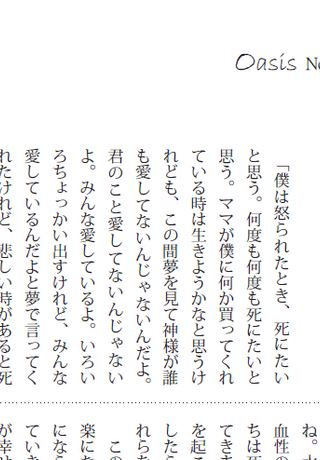 Oasis
「僕は怒られたとき、死にたい
と思う。何度も何度も死にたいと
思う。ママが僕に何か買ってくれ
ている時は生きようかなと思うけ
れども、この間夢を見て神様が誰
も愛してないんじゃないんだよ。
君のこと愛してないんじゃない
よ。みんな愛しているよ。いろい
ろちょっかい出すけれど、みんな
愛しているんだよと夢で言ってく
れたけれど、悲しい時があると死
ね。
血性の
ちは
てき
を起こ
した
れらせ
この
楽に
になら
ていき
が幸せ